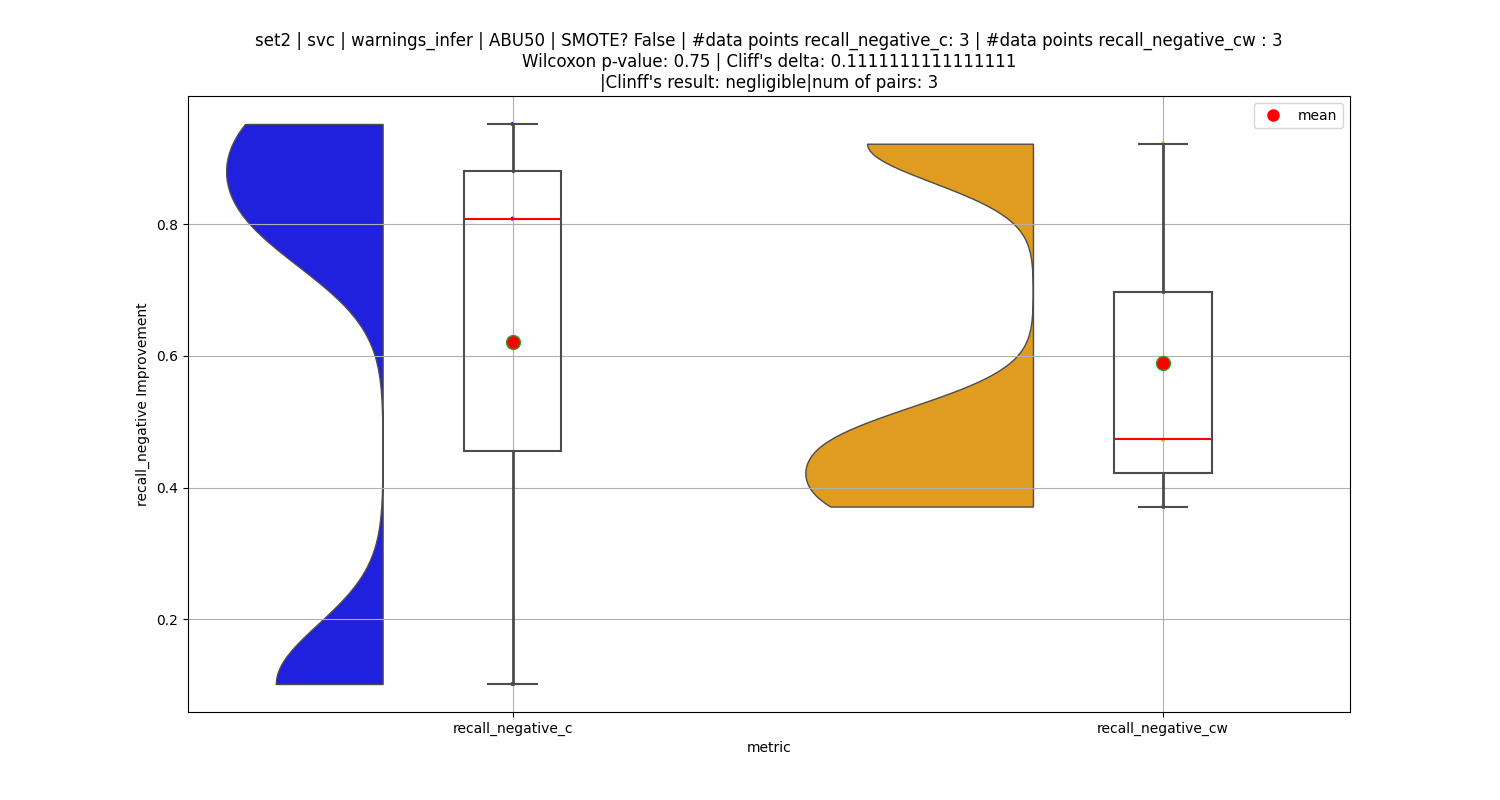 set2 | svc | warnings_infer | ABU50 | SMOTE? False | #data points recall_negative_c: 3 | #data points recall_negative_cw : 3
Wilcoxon p-value: 0.75 | Cliff's delta: 0.1111111111111111
|Clinff's result: negligible|num of pairs: 3
mean
recall_negative Improvement
0.8
0.6
0.4
0.2
recall_negative_c
recall_negative_cw
metric